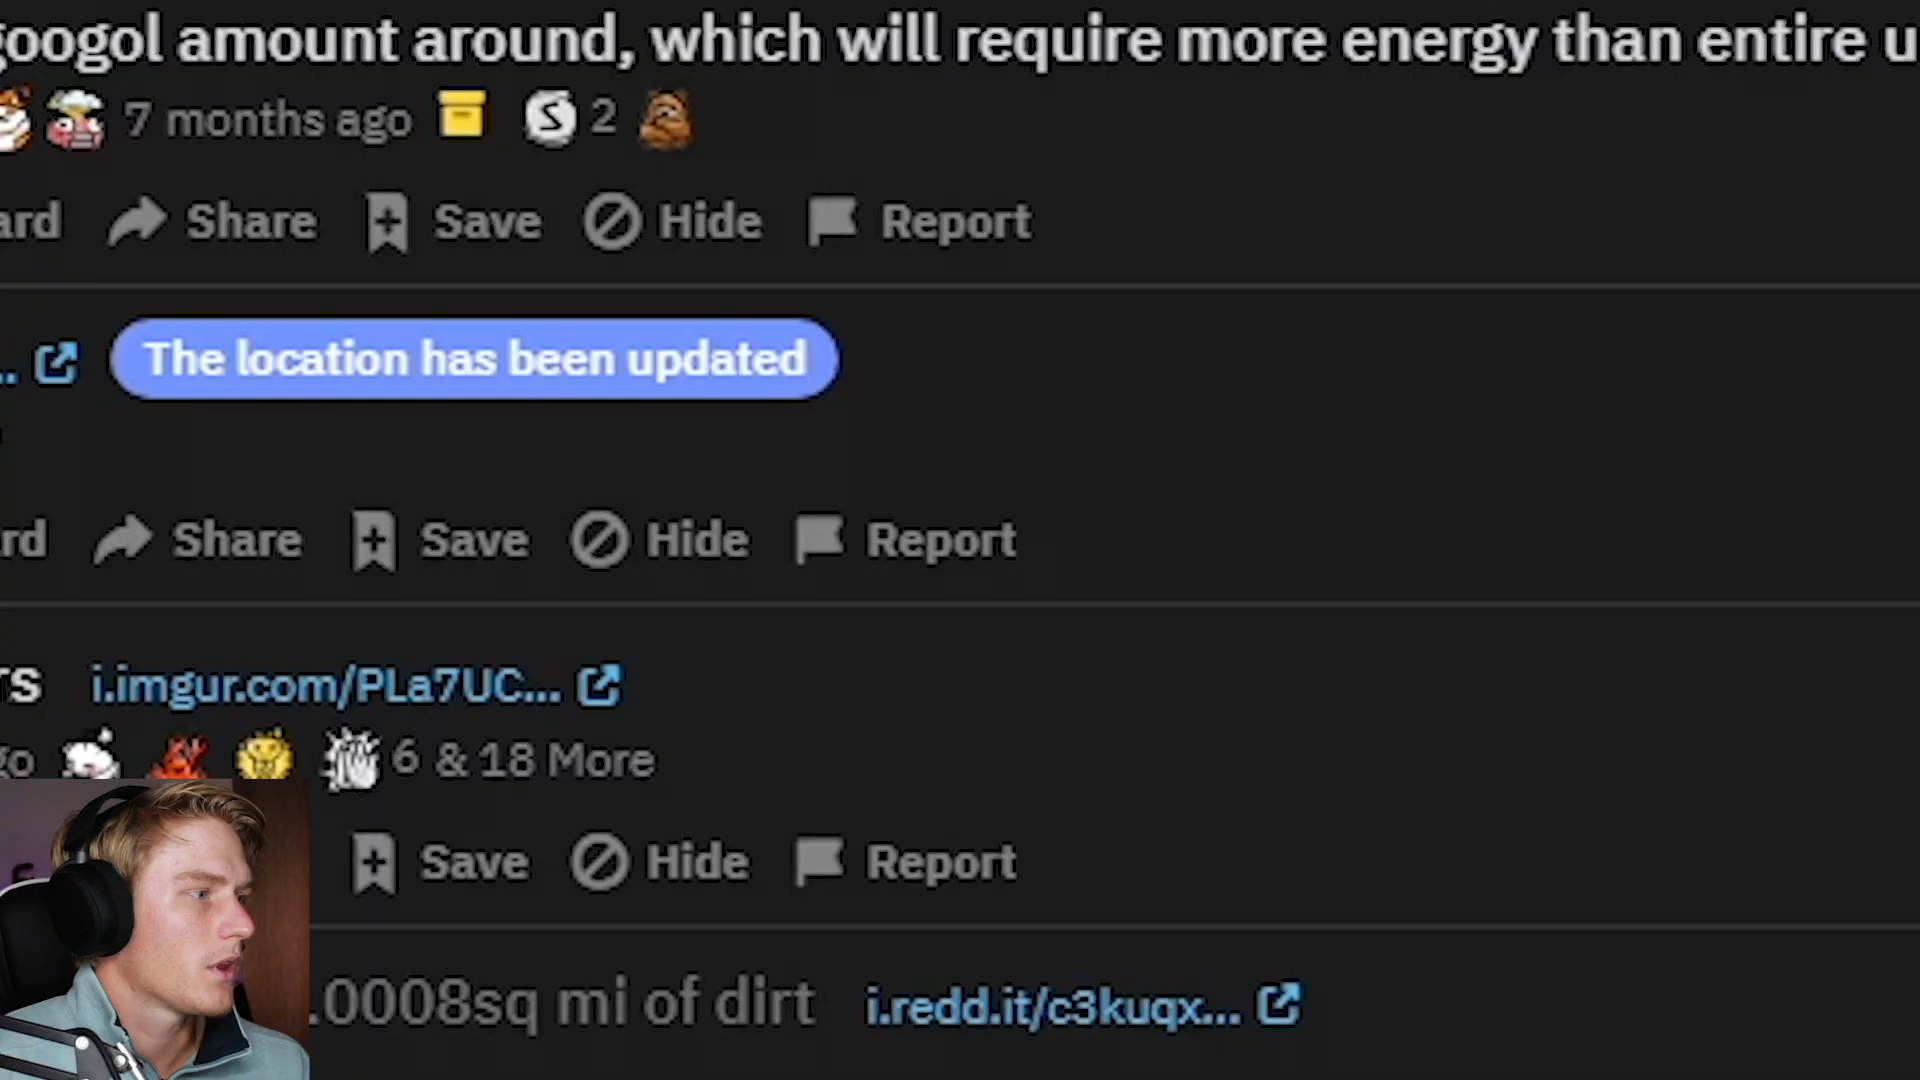 googol amount around, which will require more energy than entire u
7 months ago 2
ard Share Save Hide Report
.. The location has been updated
rd Share Save Hide Report
rs i.imgur.com/PLa7UC...
go 6 & 18 More
Save Hide Report
.0008sq mi of dirt i.redd.it/c3kuqx...